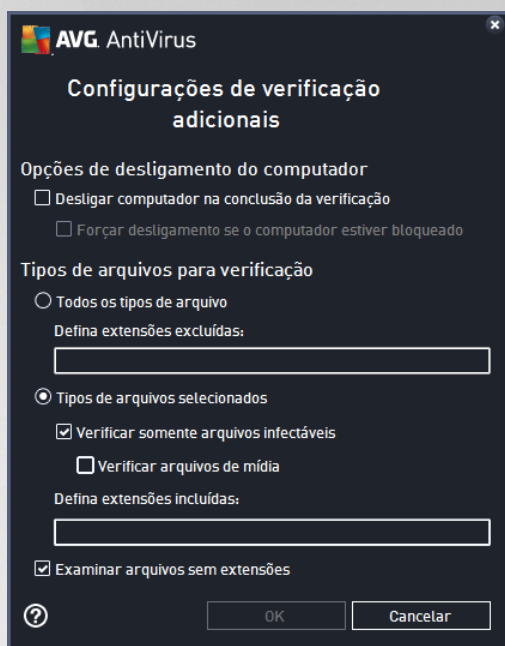 AVG. AntiVirus
Configurações de verificação
adicionais
Opções de desligamento do computador
Desligar computador na conclusão da verificação
Forçar desligamento se o computador estiver bloqueado
Tipos de arquivos para verificação
Todos os tipos de arquivo
Defina extensões excluídas:
Tipos de arquivos selecionados
Verificar somente arquivos infectáveis
Verificar arquivos de mídia
Defina extensões incluídas:
Examinar arquivos sem extensões
? OK Cancelar